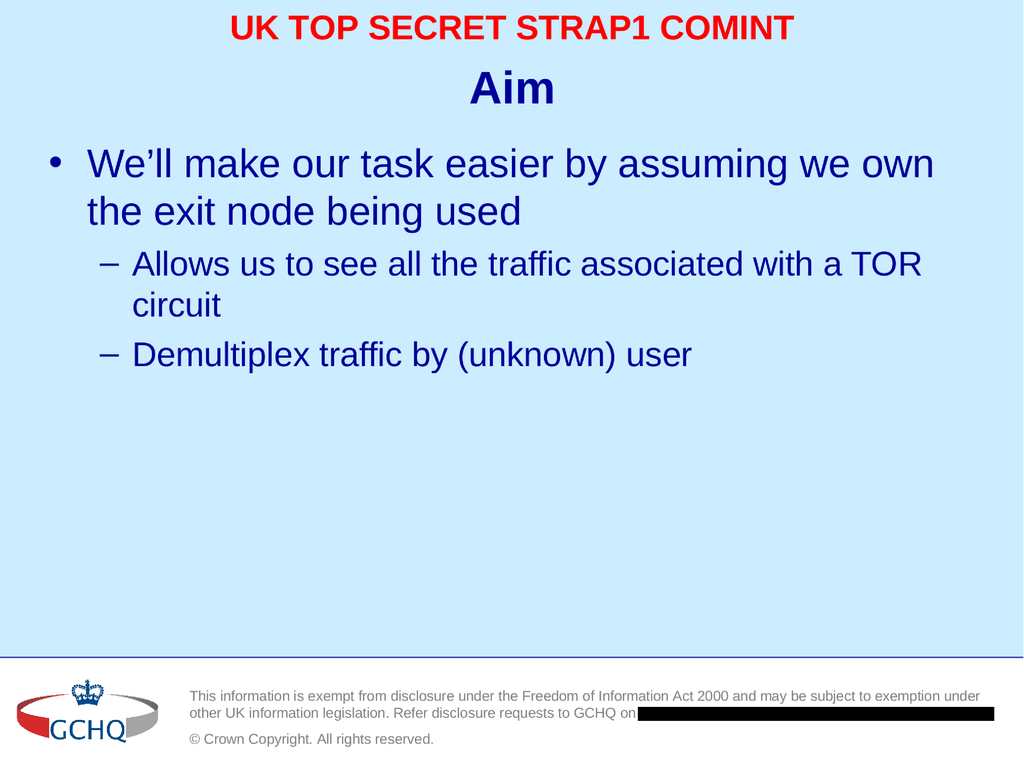 UK TOP SECRET STRAP1 COMINT
Aim
• We’ll make our task easier by assuming we own
the exit node being used
– Allows us to see all the traffic associated with a TOR
circuit
– Demultiplex traffic by (unknown) user
GCHQ
This information is exempt from disclosure under the Freedom of Information Act 2000 and may be subject to exemption under
other UK information legislation. Refer disclosure requests to GCHQ on
© Crown Copyright. All rights reserved.